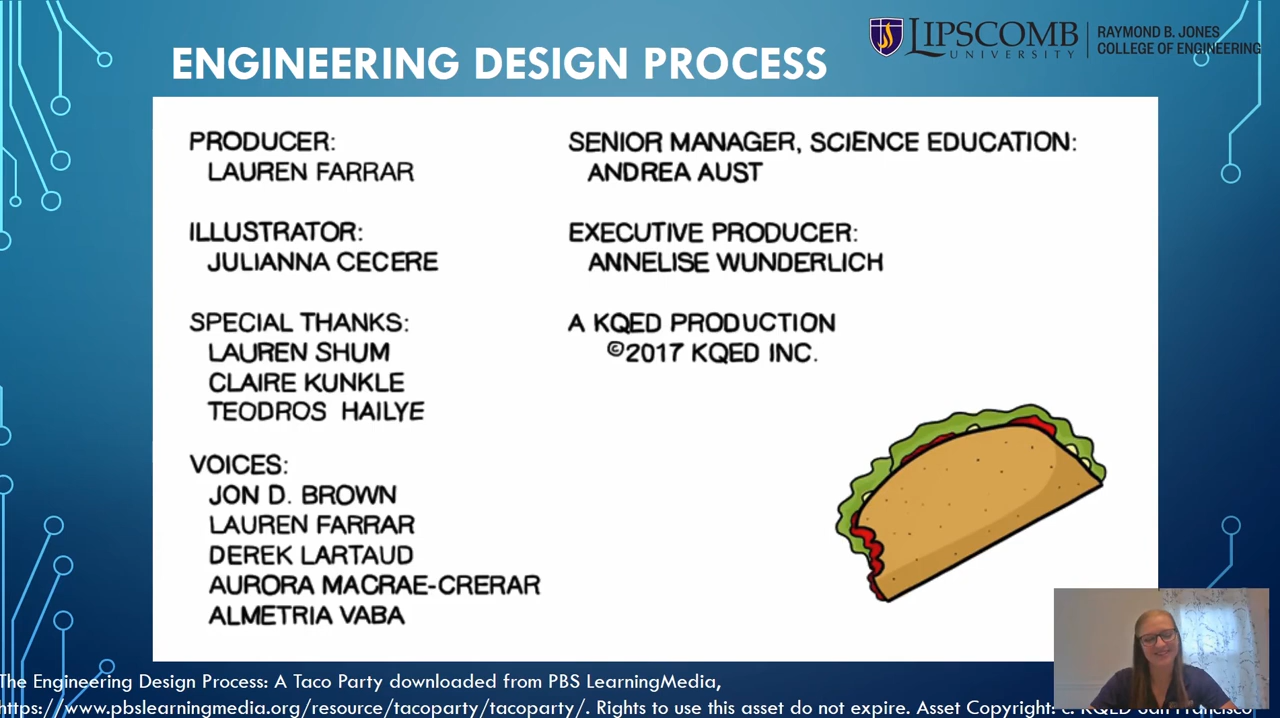 ENGINEERING DESIGN PROCESS
LIPSCOMB
UNIVERSITY
RAYMOND B. JONES
COLLEGE OF ENGINEERING
PRODUCER:
LAUREN FARRAR
ILLUSTRATOR:
JULIANNA CECERE
SPECIAL THANKS:
LAUREN SHUM
CLAIRE KUNKLE
TEODROS HAILYE
VOICES:
JON D. BROWN
LAUREN FARRAR
DEREK LARTAUD
AURORA MACRAE-CRERAR
ALMETRIA VABA
SENIOR MANAGER, SCIENCE EDUCATION:
ANDREA AUST
EXECUTIVE PRODUCER:
ANNELISE WUNDERLICH
A KQED PRODUCTION
©2017 KQED INC.
The Engineering Design Process: A Taco Party downloaded from PBS LearningMedia,
https://www.pbslearningmedia.org/resource/tacoparty/tacoparty/. Rights to use this asset do not expire. Asset Copyright: c. KQED San Francisco